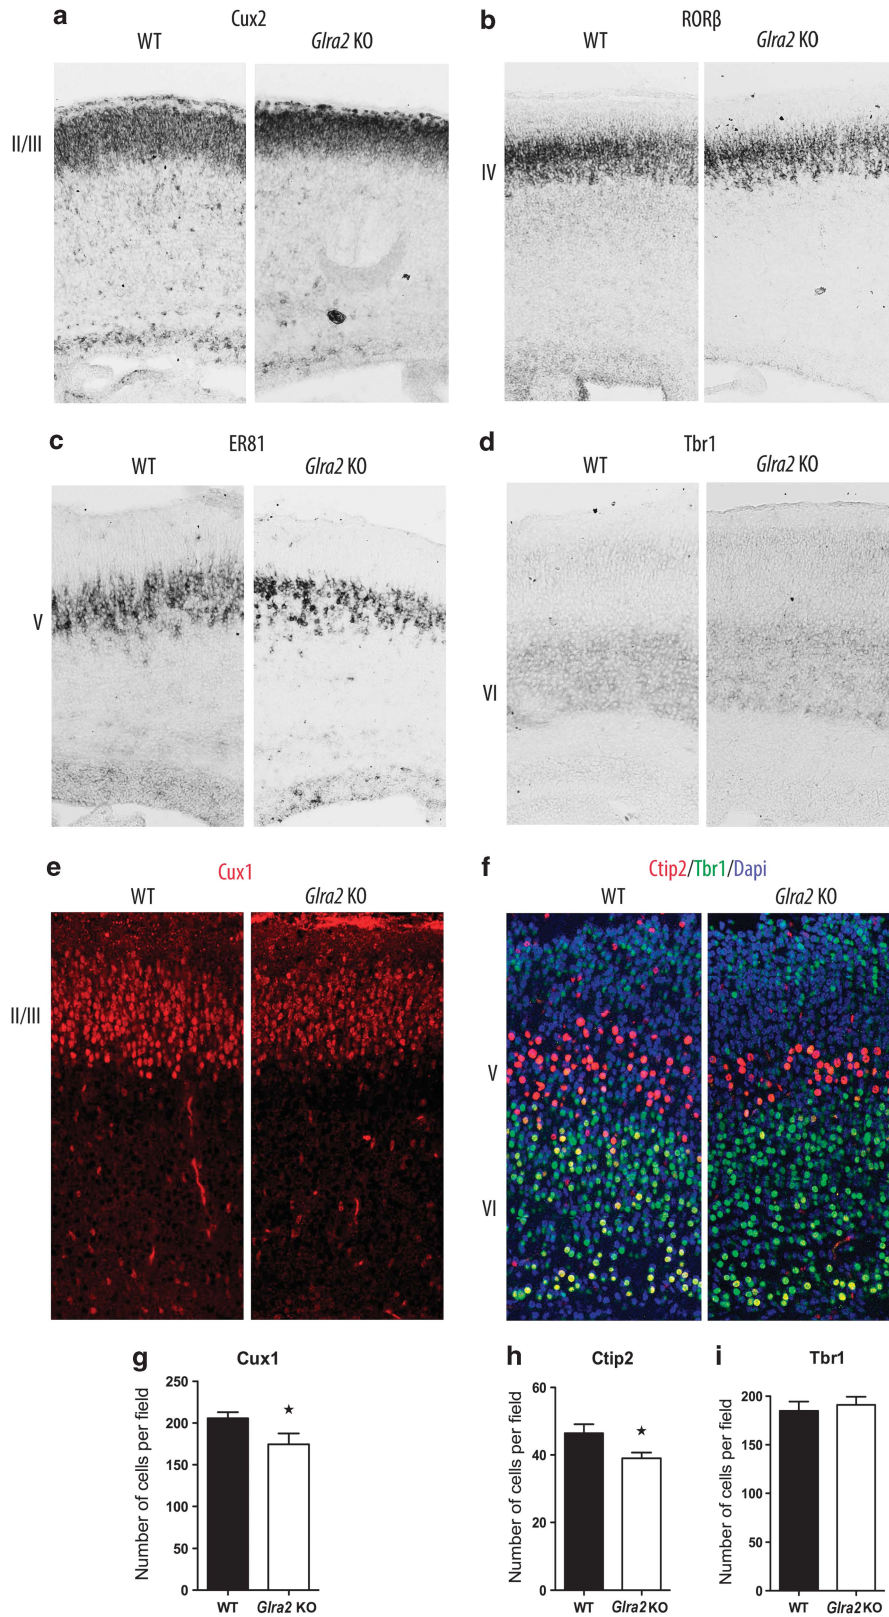 a
Cux2
WT
Glra2 KO
II/III
b
RORβ
WT
Glra2 KO
IV
c
ER81
WT
Glra2 KO
V
d
Tbr1
WT
Glra2 KO
VI
e
Cux1
WT
Glra2 KO
II/III
f
Ctip2/Tbr1/Dapi
WT
Glra2 KO
V
VI
g
Cux1
Number of cells per field
250
200
150
100
50
0
WT
Glra2 KO
★
h
Ctip2
Number of cells per field
60
40
20
0
WT
Glra2 KO
★
i
Tbr1
Number of cells per field
200
150
100
50
0
WT
Glra2 KO